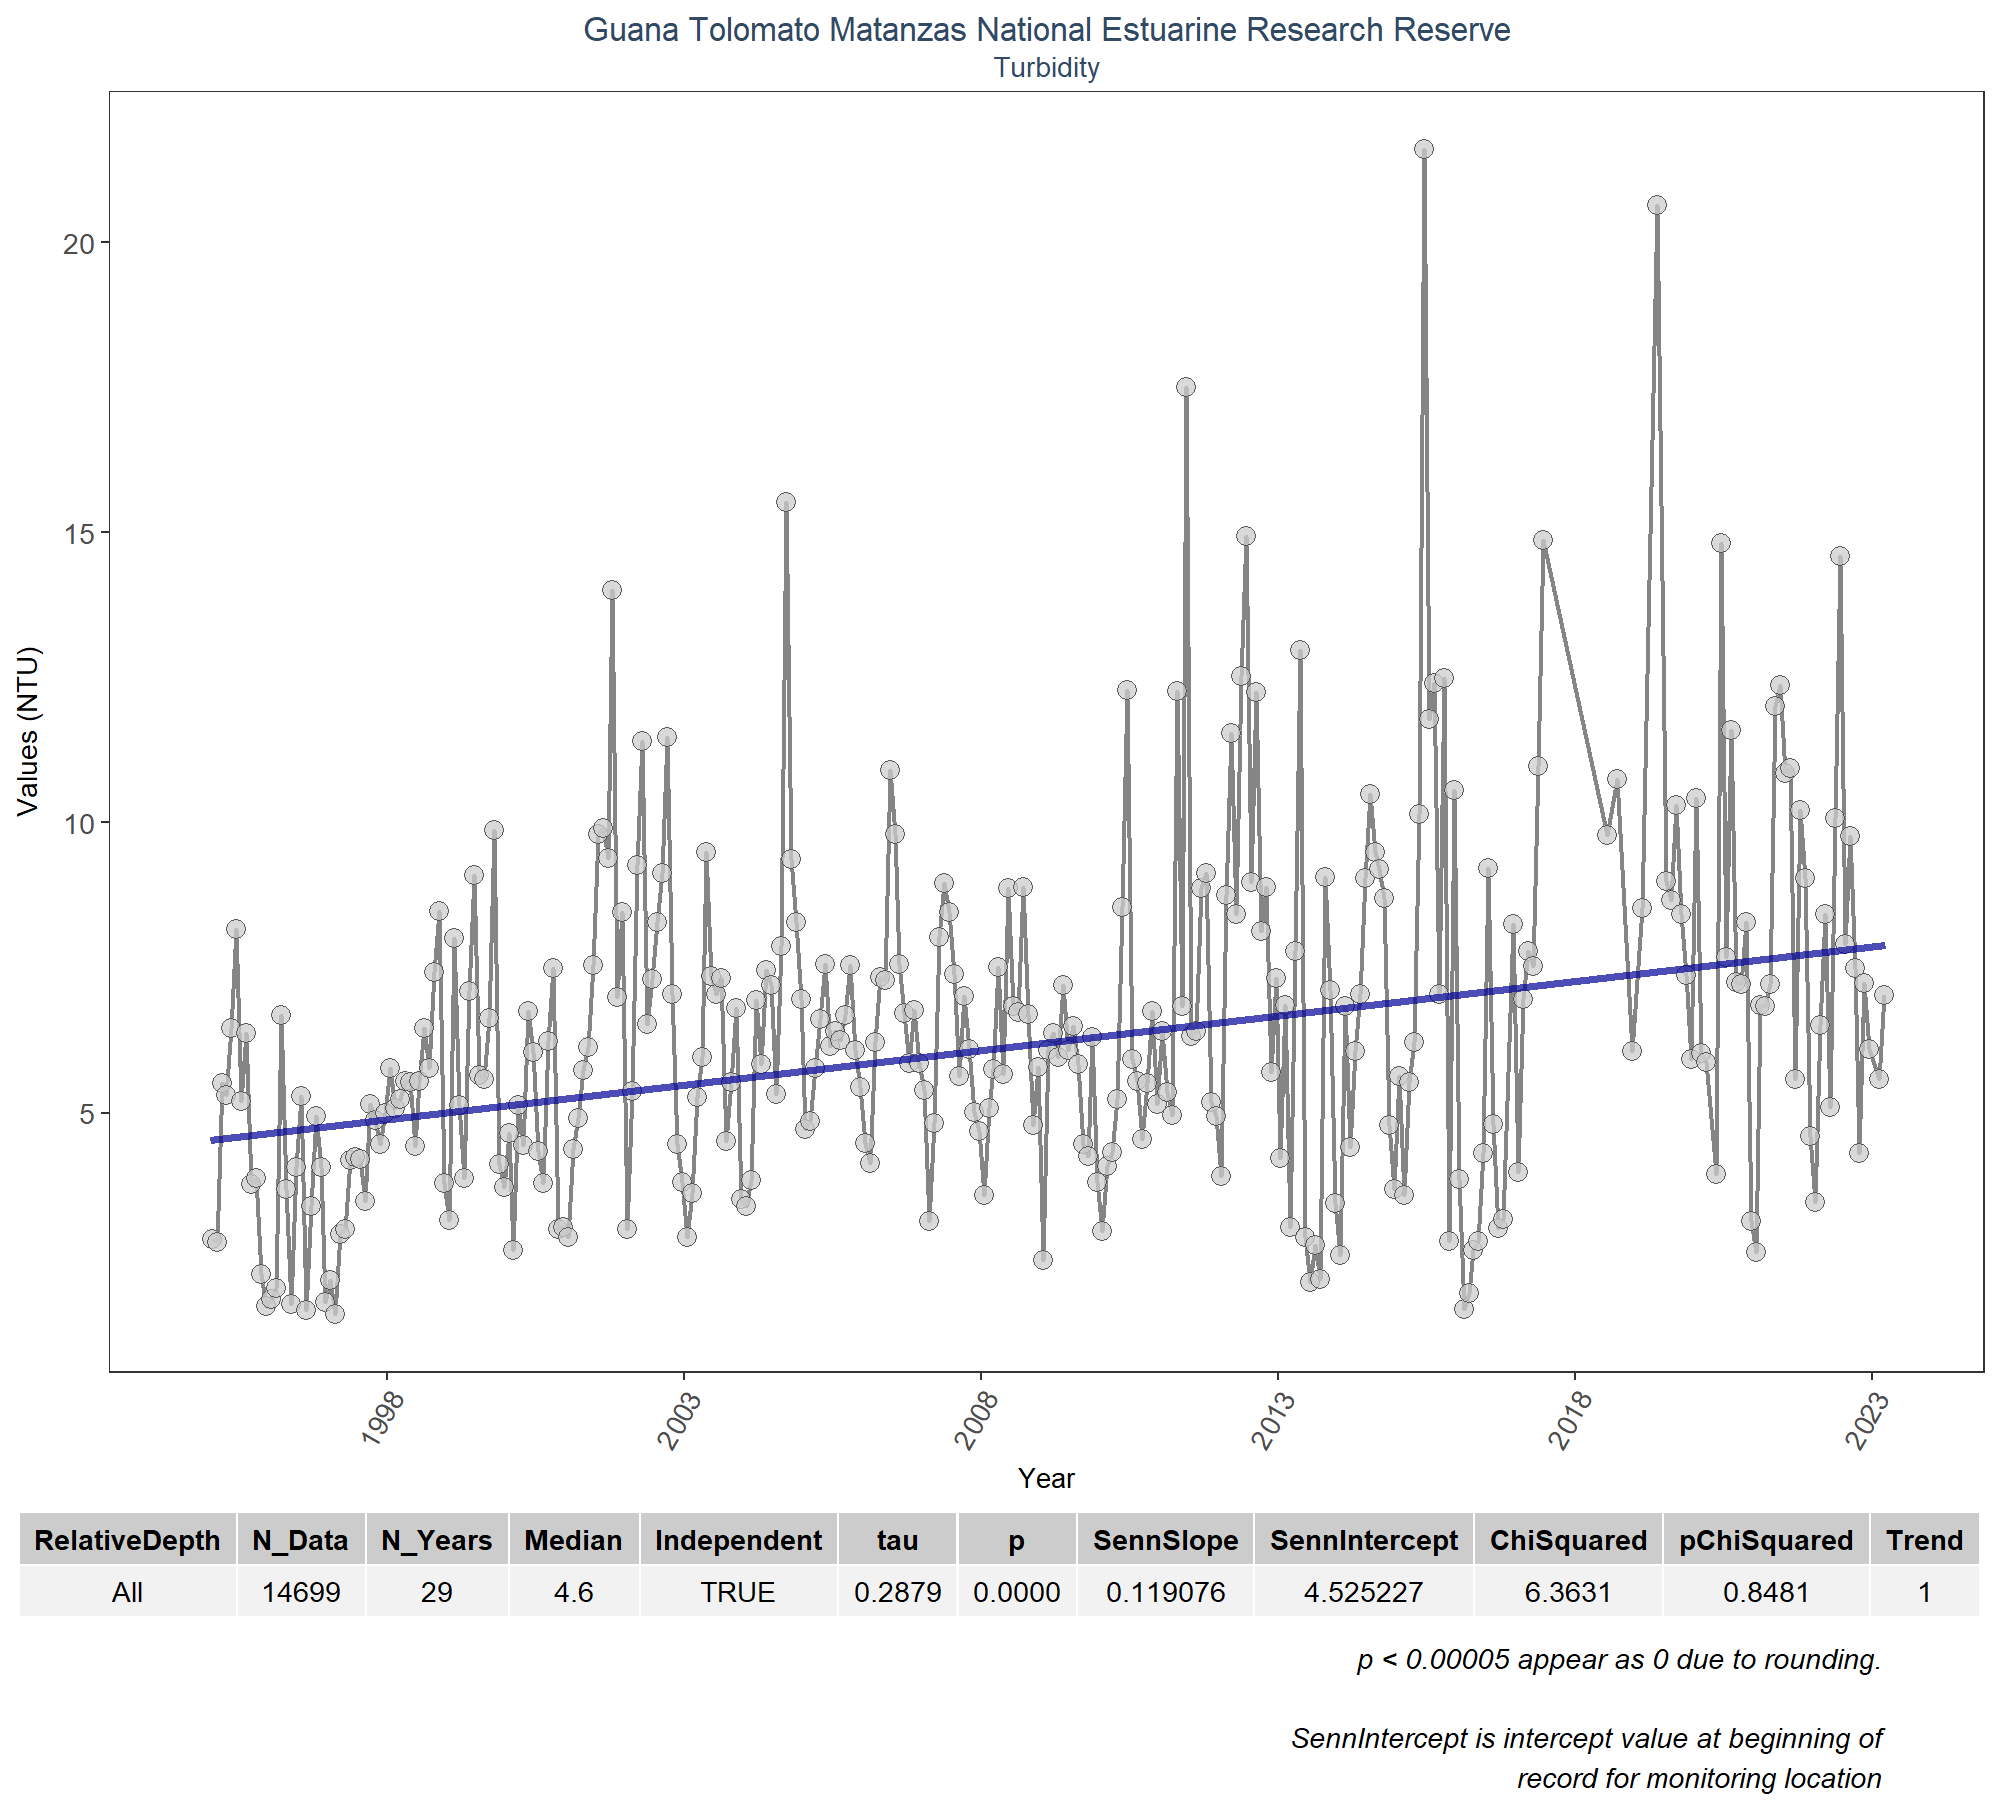 Guana Tolomato Matanzas National Estuarine Research Reserve
Turbidity
Values (NTU)
20
15
10
5
1998 2003 2008 2013 2018 2023
Year
RelativeDepth N_Data N_Years Median Independent tau p SennSlope SennIntercept ChiSquared pChiSquared Trend
All 14699 29 4.6 TRUE 0.2879 0.0000 0.119076 4.525227 6.3631 0.8481 1
p < 0.00005 appear as 0 due to rounding.
SennIntercept is intercept value at beginning of
record for monitoring location